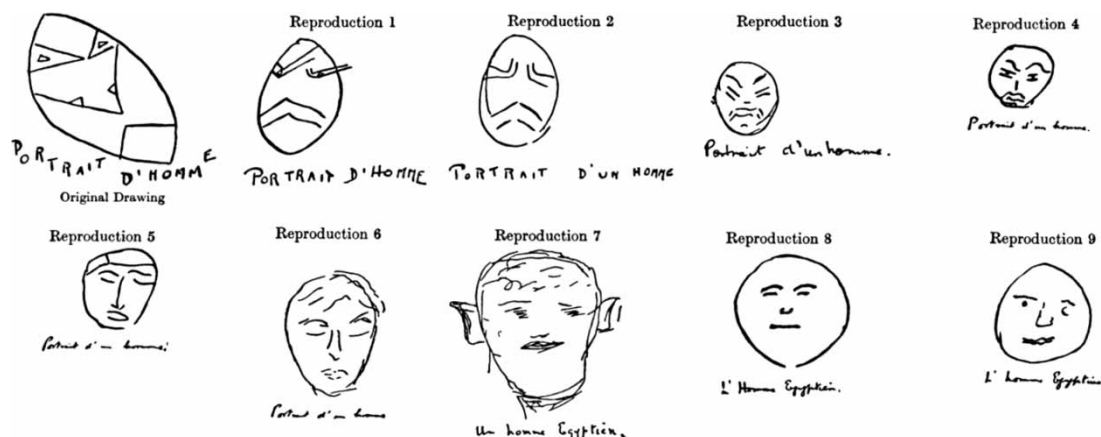 Reproduction 1
Reproduction 2
Reproduction 3
Reproduction 4
PORTRAIT D'HOMME
Original Drawing
PORTRAIT D'HOMME
PORTRAIT D'UN HOMME
Portrait d'un homme.
Portrait d'un homme.
Reproduction 5
Reproduction 6
Reproduction 7
Reproduction 8
Reproduction 9
Portrait d'un homme.
Portrait d'un homme
Un homme Egyptien.
L'Homme Egyptien.
L'homme Egyptien